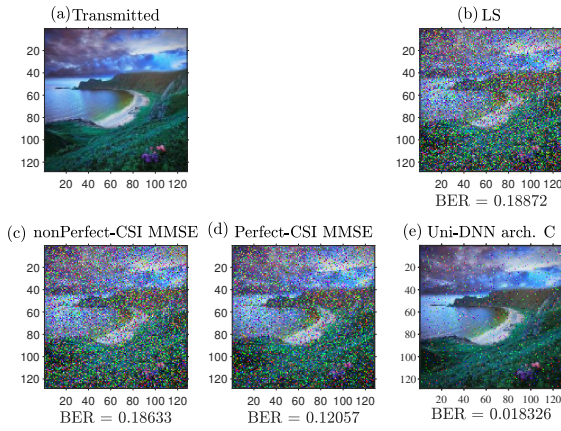 (a) Transmitted
20
40
60
80
100
120
20 40 60 80 100 120
(b) LS
20
40
60
80
100
120
20 40 60 80 100 120
BER = 0.18872
(c) nonPerfect-CSI MMSE
20
40
60
80
100
120
20 40 60 80 100 120
BER = 0.18633
(d) Perfect-CSI MMSE
20
40
60
80
100
120
20 40 60 80 100 120
BER = 0.12057
(e) Uni-DNN arch. C
20
40
60
80
100
120
20 40 60 80 100 120
BER = 0.018326